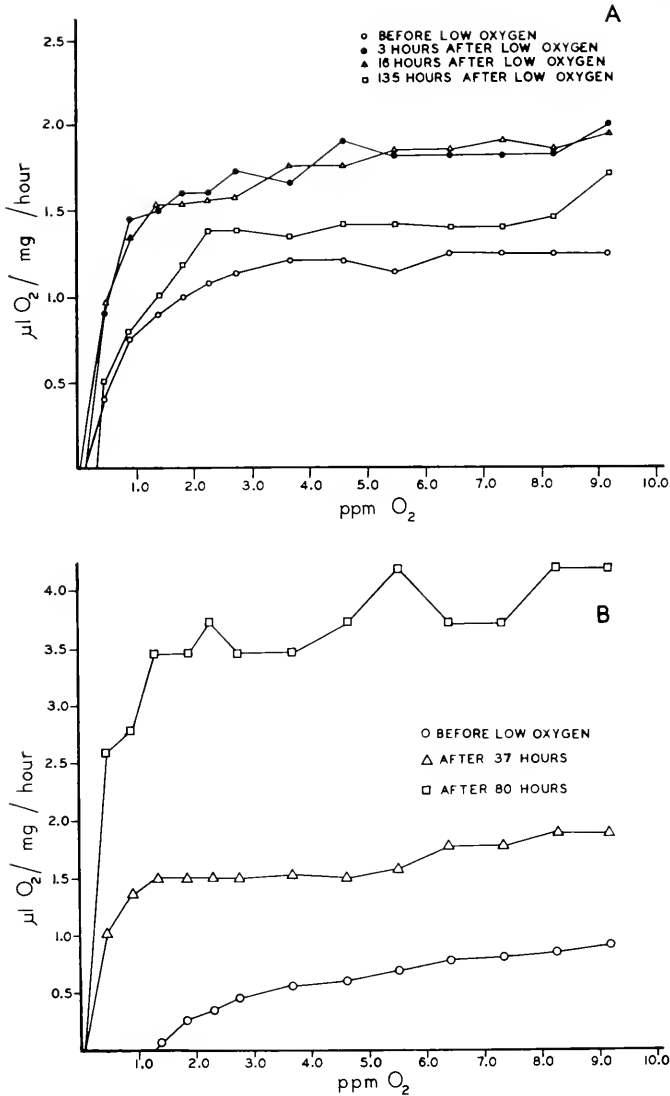 A
BEFORE LOW OXYGEN
3 HOURS AFTER LOW OXYGEN
16 HOURS AFTER LOW OXYGEN
135 HOURS AFTER LOW OXYGEN
2.5
2.0
1.5
1.0
0.5
µl O₂/ mg /hour
1.0 2.0 3.0 4.0 5.0 6.0 7.0 8.0 9.0 10.0
ppm O₂
B
4.0
3.5
3.0
2.5
2.0
1.5
1.0
0.5
µl O₂/ mg /hour
BEFORE LOW OXYGEN
AFTER 37 HOURS
AFTER 80 HOURS
1.0 2.0 3.0 4.0 5.0 6.0 7.0 8.0 9.0 10.0
ppm O₂